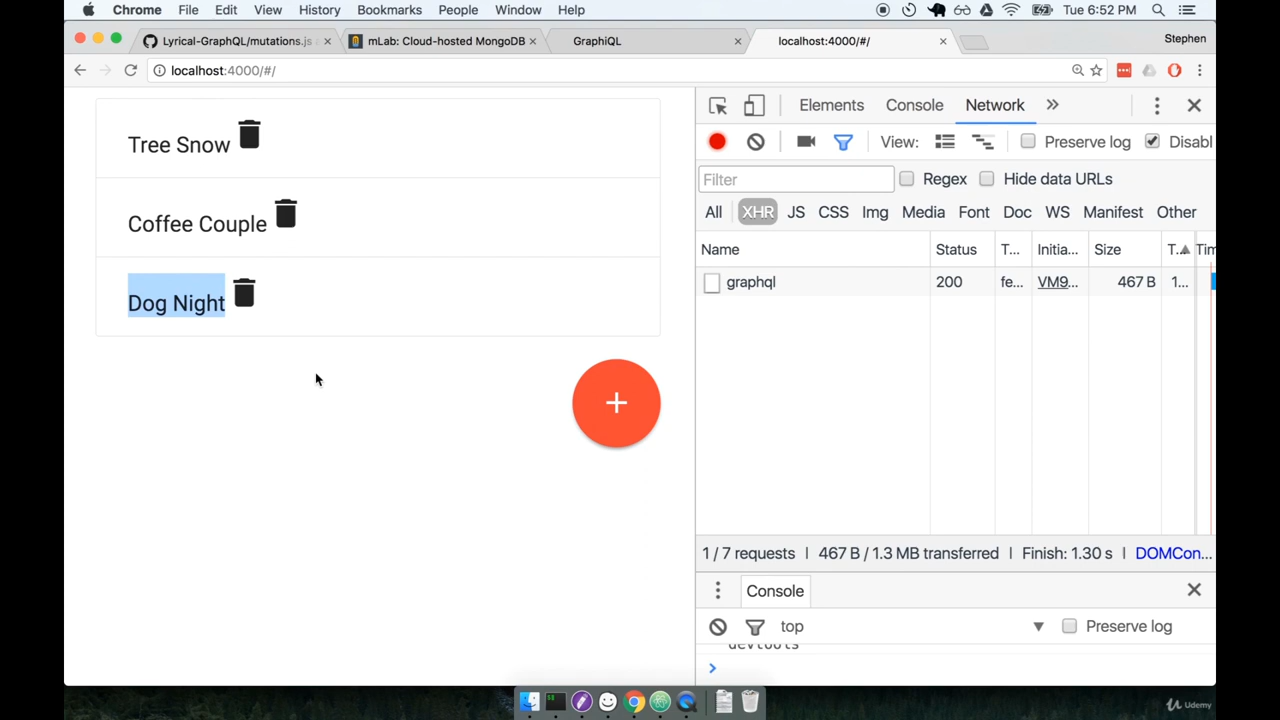 Chrome File Edit View History Bookmarks People Window Help Tue 6:52 PM
Lyrical-GraphQL/mutations.js a mLab: Cloud-hosted MongoDB GraphiQL localhost:4000/#/ Stephen
localhost:4000/#/
Tree Snow
Coffee Couple
Dog Night
+
Elements Console Network
View: Preserve log Disabl
Filter Regex Hide data URLs
All XHR JS CSS Img Media Font Doc WS Manifest Other
Name Status T... Initia... Size T... Tim
graphql 200 fe... VM9... 467 B 1...
1 / 7 requests | 467 B / 1.3 MB transferred | Finish: 1.30 s | DOMCon...
Console
top Preserve log
devtools
>
Udemy